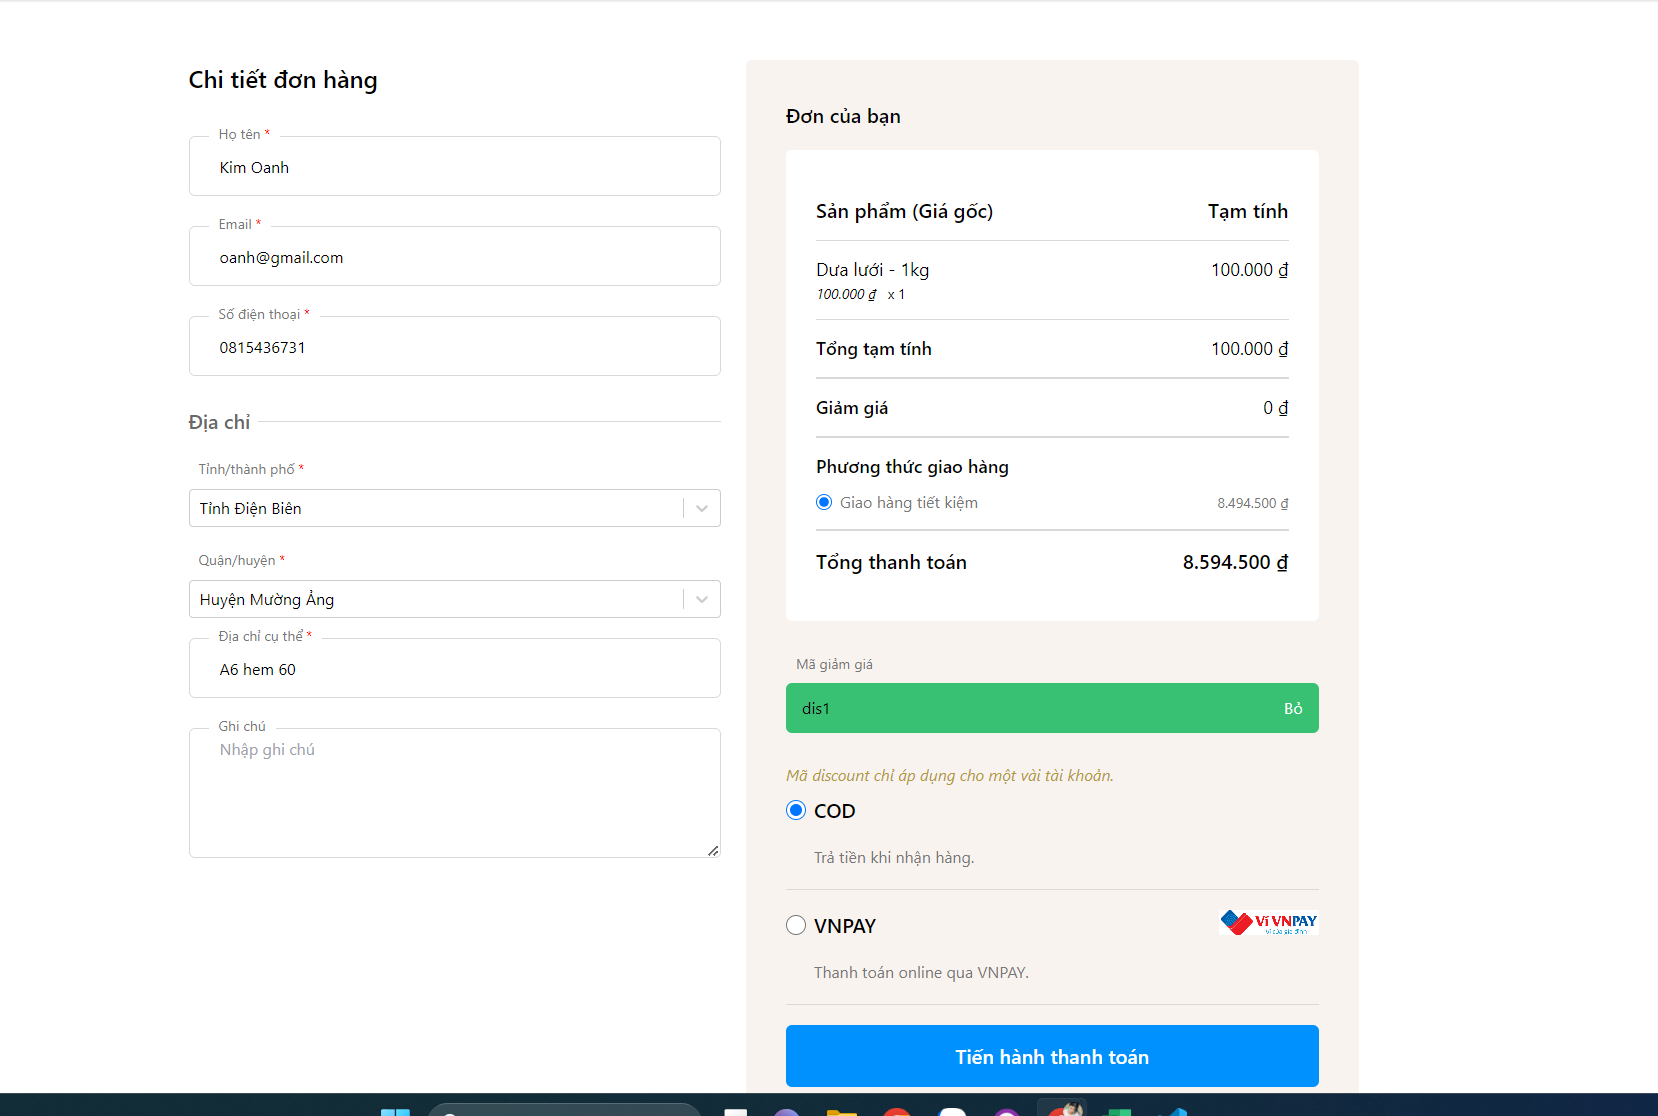 Chi tiết đơn hàng
Họ tên *
Kim Oanh
Email *
oanh@gmail.com
Số điện thoại *
0815436731
Địa chỉ
Tỉnh/thành phố *
Tỉnh Điện Biên
Quận/huyện *
Huyện Mường Ảng
Địa chỉ cụ thể *
A6 hem 60
Ghi chú
Nhập ghi chú
Đơn của bạn
Sản phẩm (Giá gốc) Tạm tính
Dưa lưới - 1kg 100.000 ₫
100.000 ₫ x 1
Tổng tạm tính 100.000 ₫
Giảm giá 0 ₫
Phương thức giao hàng
Giao hàng tiết kiệm 8.494.500 ₫
Tổng thanh toán 8.594.500 ₫
Mã giảm giá
dis1 Bỏ
Mã discount chỉ áp dụng cho một vài tài khoản.
COD
Trả tiền khi nhận hàng.
VNPAY Ví VNPAY
Ví của gia đình
Thanh toán online qua VNPAY.
Tiến hành thanh toán